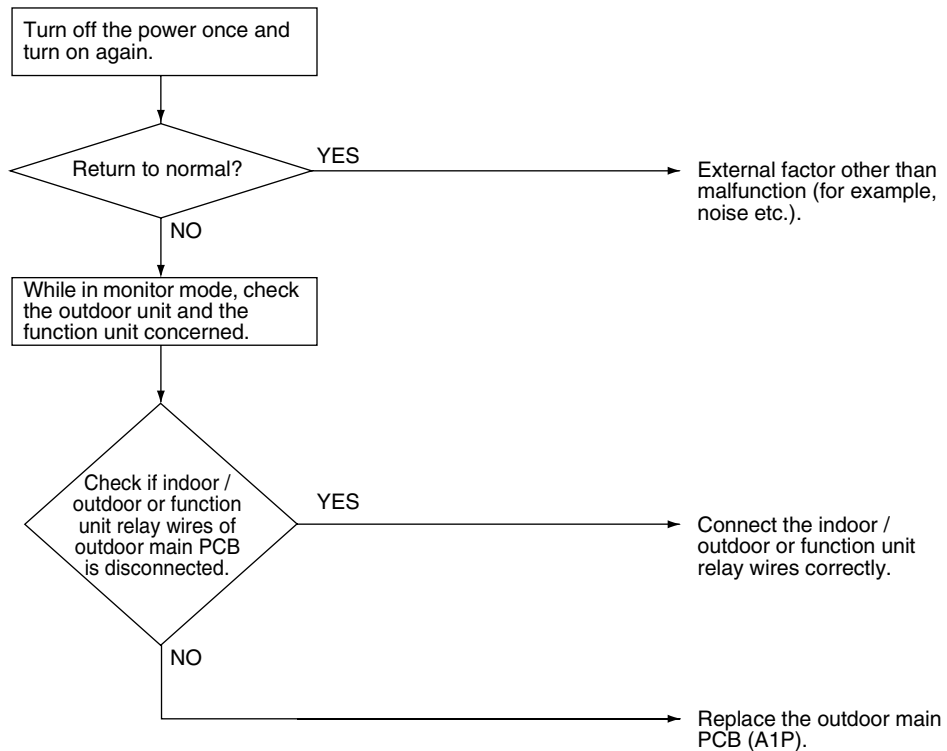 Turn off the power once and
turn on again.
Return to normal?
YES
External factor other than
malfunction (for example,
noise etc.).
NO
While in monitor mode, check
the outdoor unit and the
function unit concerned.
Check if indoor /
outdoor or function
unit relay wires of
outdoor main PCB
is disconnected.
YES
Connect the indoor /
outdoor or function unit
relay wires correctly.
NO
Replace the outdoor main
PCB (A1P).